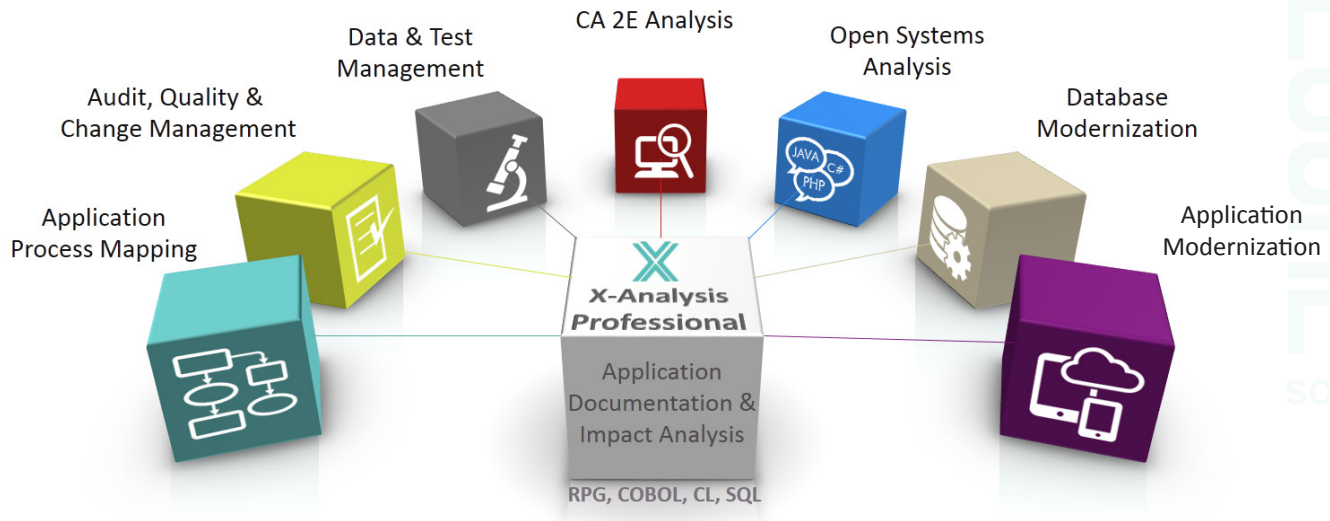 CA 2E Analysis
Data & Test
Management
Open Systems
Analysis
Audit, Quality &
Change Management
Database
Modernization
Application
Process Mapping
Application
Modernization
JAVA
C#
PHP
X-Analysis
Professional
Application
Documentation &
Impact Analysis
RPG, COBOL, CL, SQL